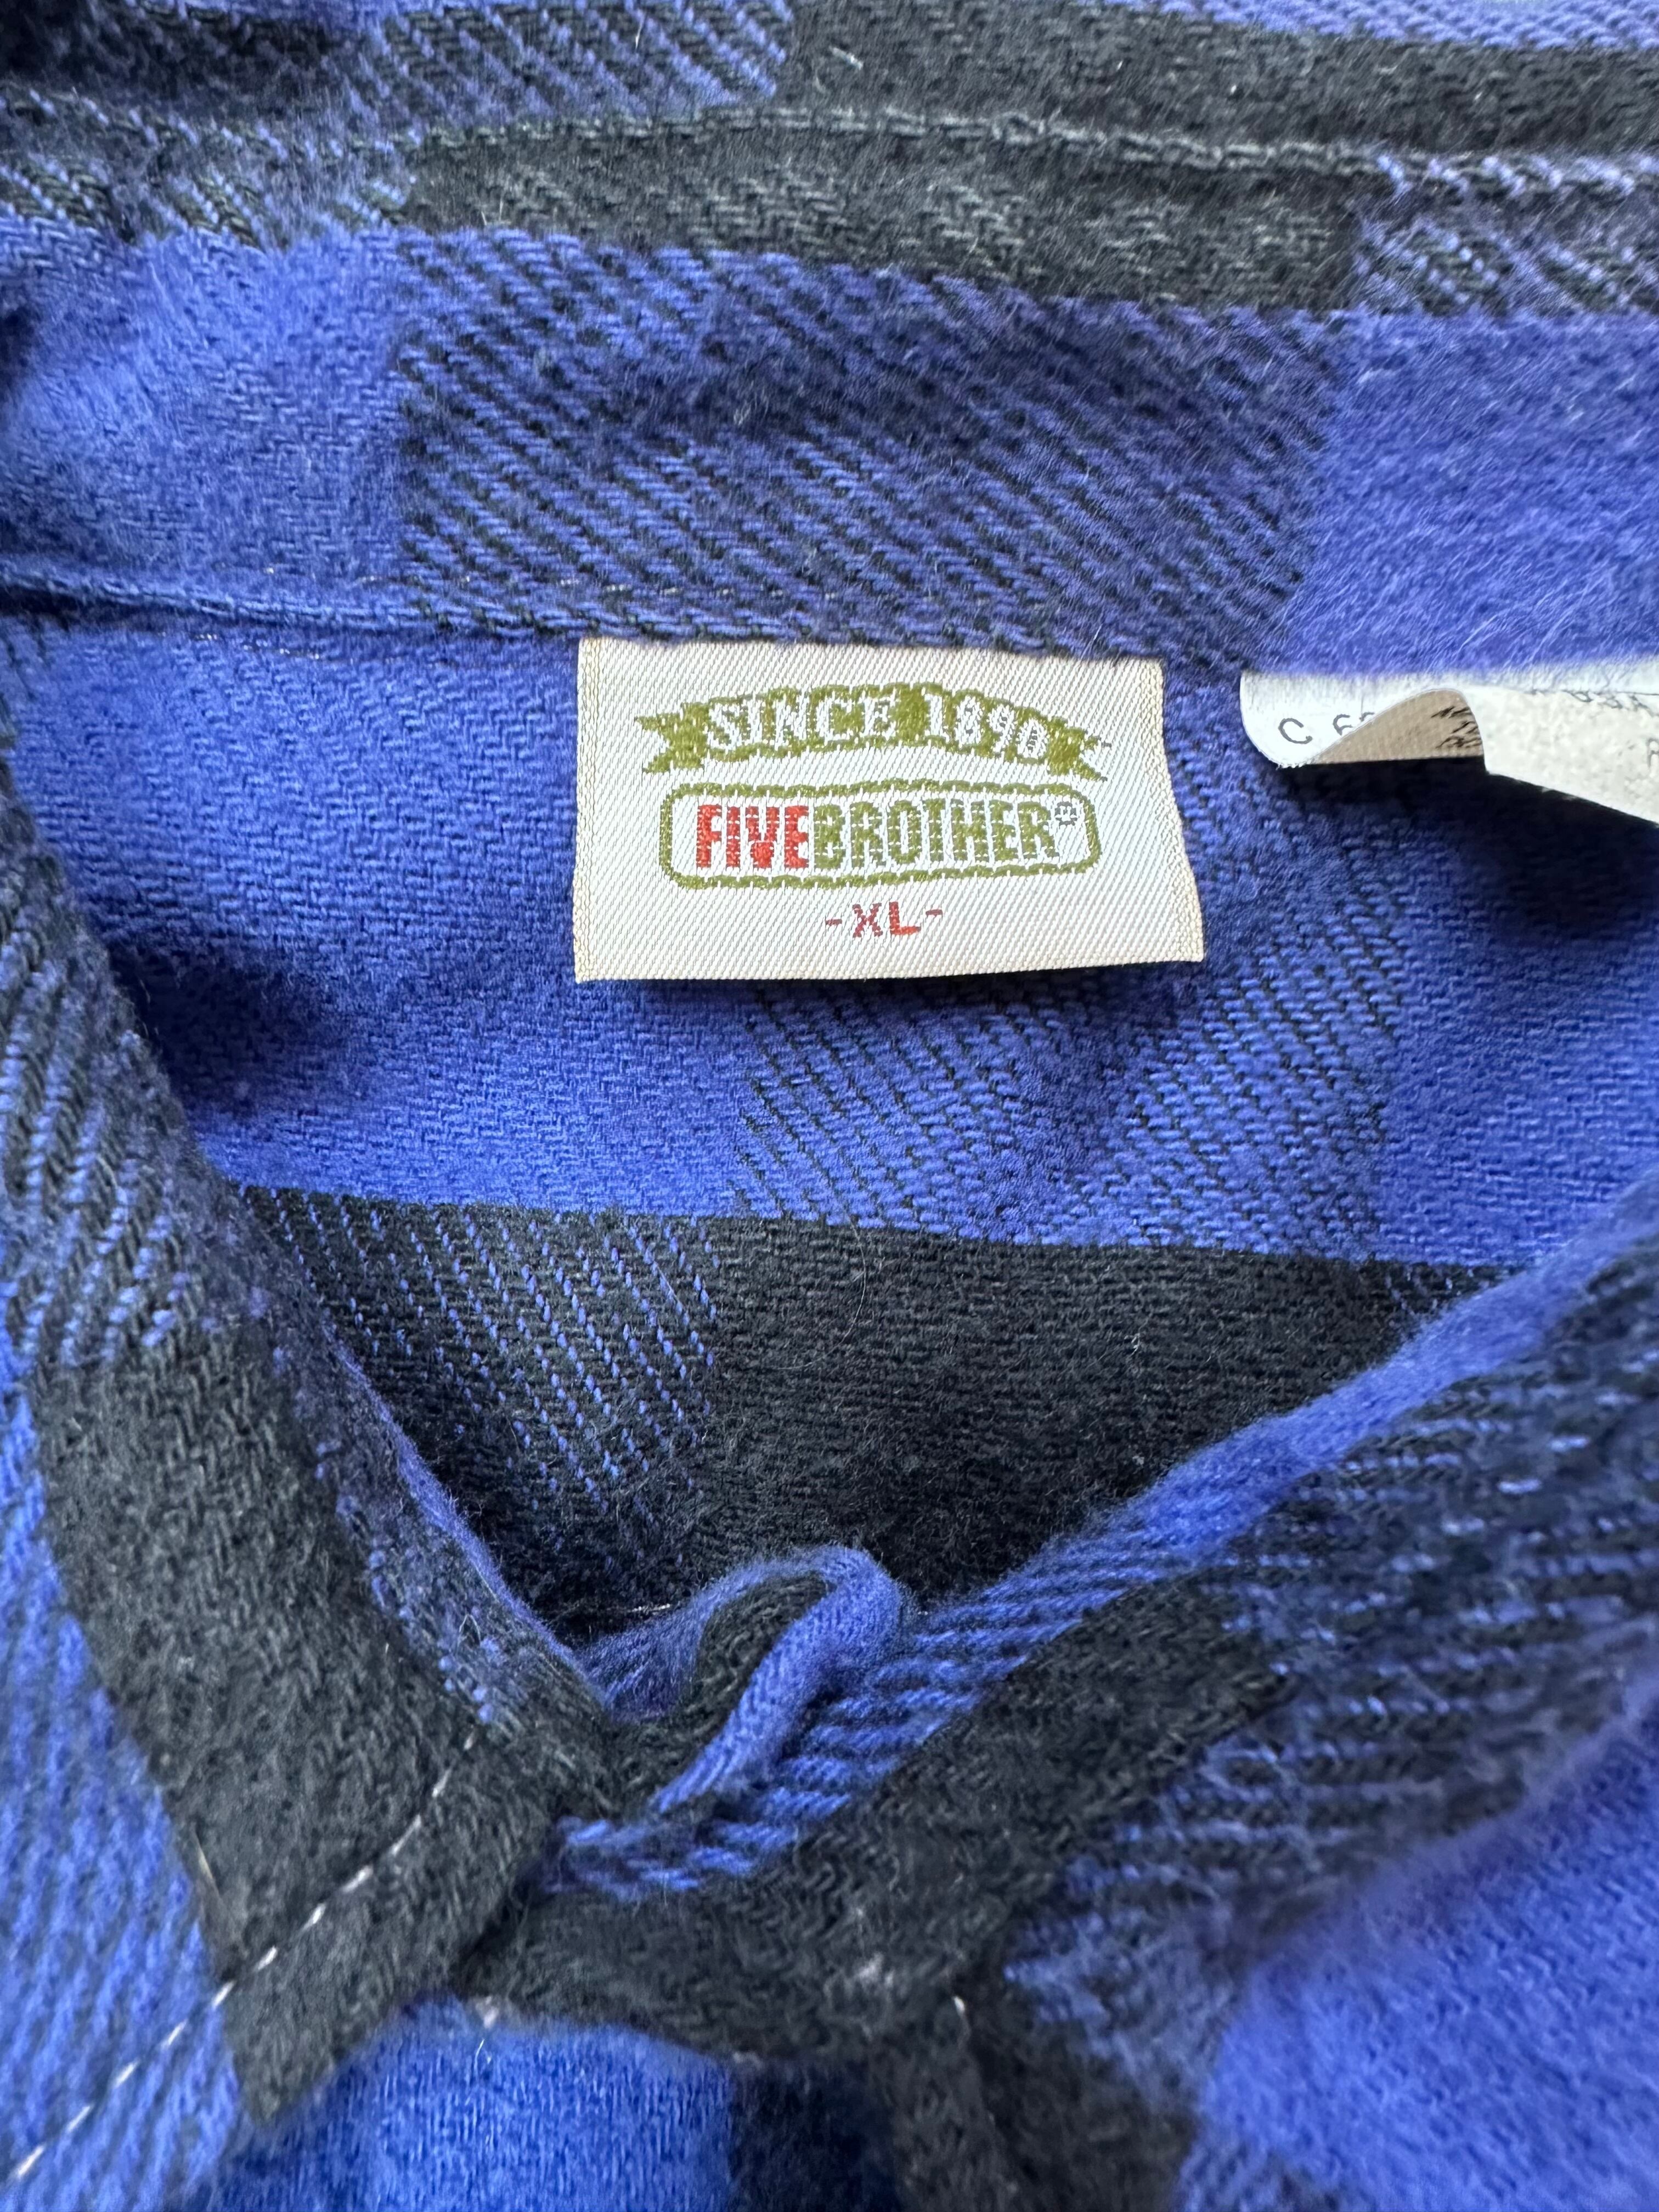 SINCE 1890
FIVEBROTHER®
-XL-
C